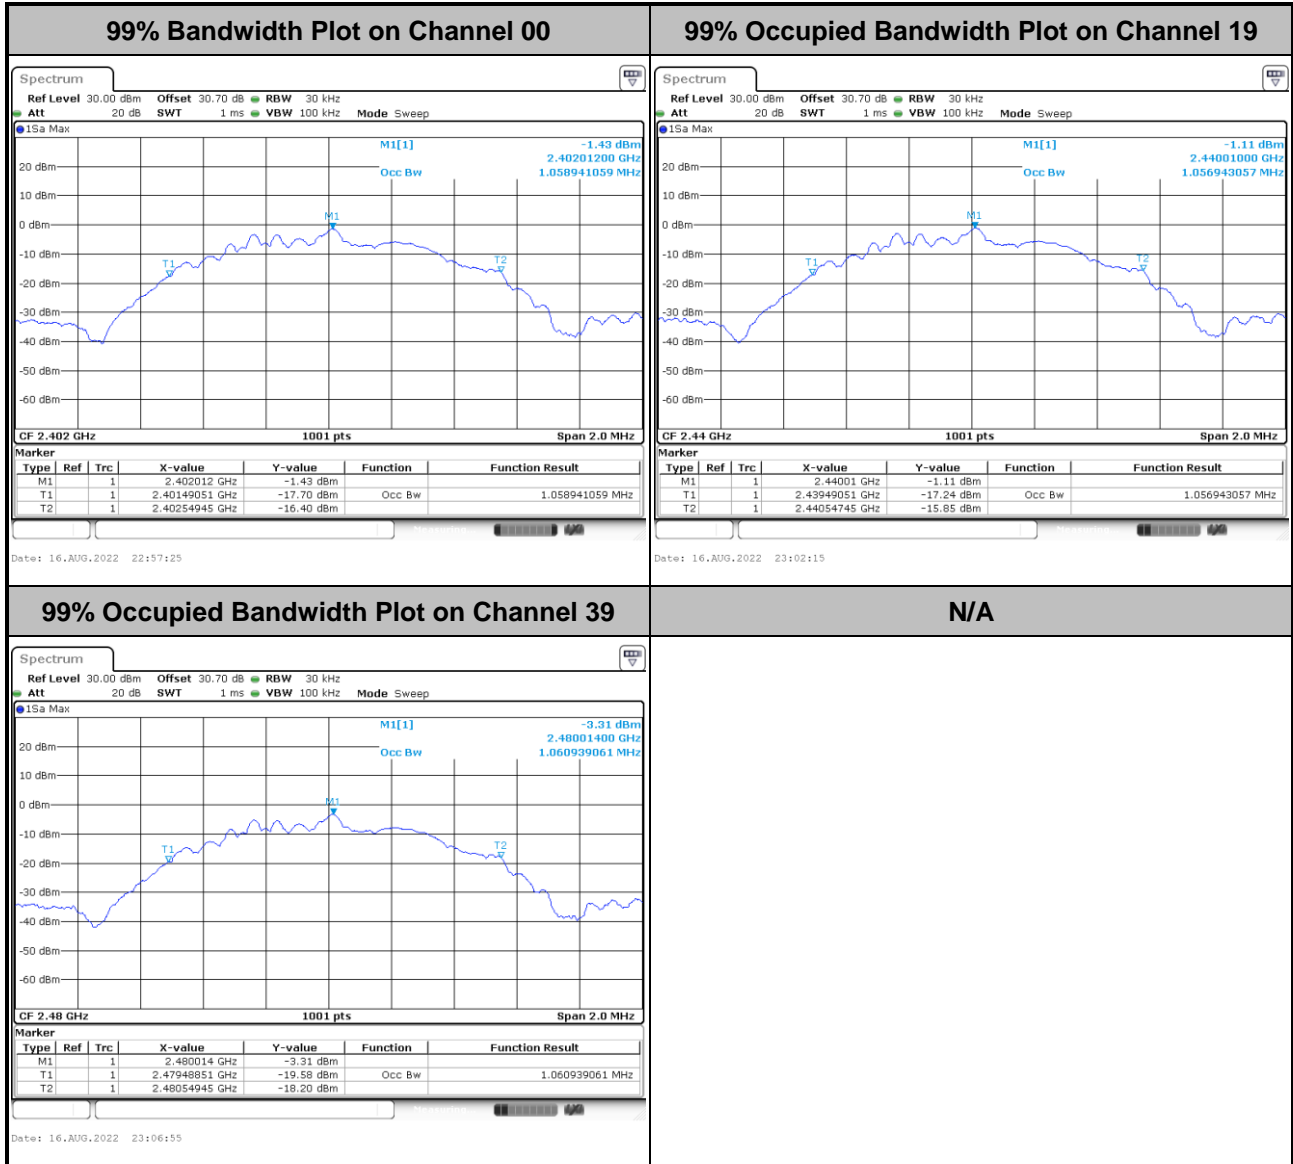 99% Bandwidth Plot on Channel 00
Spectrum
Ref Level 30.00 dBm Offset 30.70 dB RBW 30 kHz
Att 20 dB SWT 1 ms VBW 100 kHz Mode Sweep
1Sa Max
M1[1] -1.43 dBm
2.40201200 GHz
Occ Bw 1.058941059 MHz
20 dBm
10 dBm
0 dBm
-10 dBm
-20 dBm
-30 dBm
-40 dBm
-50 dBm
-60 dBm
M1
T1
T2
CF 2.402 GHz 1001 pts Span 2.0 MHz
Marker
Type Ref Trc X-value Y-value Function Function Result
M1 1 2.402012 GHz -1.43 dBm
T1 1 2.40149051 GHz -17.70 dBm Occ Bw 1.058941059 MHz
T2 1 2.40254945 GHz -16.40 dBm
Date: 16.AUG.2022 22:57:25
99% Occupied Bandwidth Plot on Channel 19
Spectrum
Ref Level 30.00 dBm Offset 30.70 dB RBW 30 kHz
Att 20 dB SWT 1 ms VBW 100 kHz Mode Sweep
1Sa Max
M1[1] -1.11 dBm
2.44001000 GHz
Occ Bw 1.056943057 MHz
20 dBm
10 dBm
0 dBm
-10 dBm
-20 dBm
-30 dBm
-40 dBm
-50 dBm
-60 dBm
M1
T1
T2
CF 2.44 GHz 1001 pts Span 2.0 MHz
Marker
Type Ref Trc X-value Y-value Function Function Result
M1 1 2.44001 GHz -1.11 dBm
T1 1 2.43949051 GHz -17.24 dBm Occ Bw 1.056943057 MHz
T2 1 2.44054745 GHz -15.85 dBm
Date: 16.AUG.2022 23:02:15
99% Occupied Bandwidth Plot on Channel 39
Spectrum
Ref Level 30.00 dBm Offset 30.70 dB RBW 30 kHz
Att 20 dB SWT 1 ms VBW 100 kHz Mode Sweep
1Sa Max
M1[1] -3.31 dBm
2.48001400 GHz
Occ Bw 1.060939061 MHz
20 dBm
10 dBm
0 dBm
-10 dBm
-20 dBm
-30 dBm
-40 dBm
-50 dBm
-60 dBm
M1
T1
T2
CF 2.48 GHz 1001 pts Span 2.0 MHz
Marker
Type Ref Trc X-value Y-value Function Function Result
M1 1 2.480014 GHz -3.31 dBm
T1 1 2.47948851 GHz -19.58 dBm Occ Bw 1.060939061 MHz
T2 1 2.48054945 GHz -18.20 dBm
Measuring...
Date: 16.AUG.2022 23:06:55
N/A